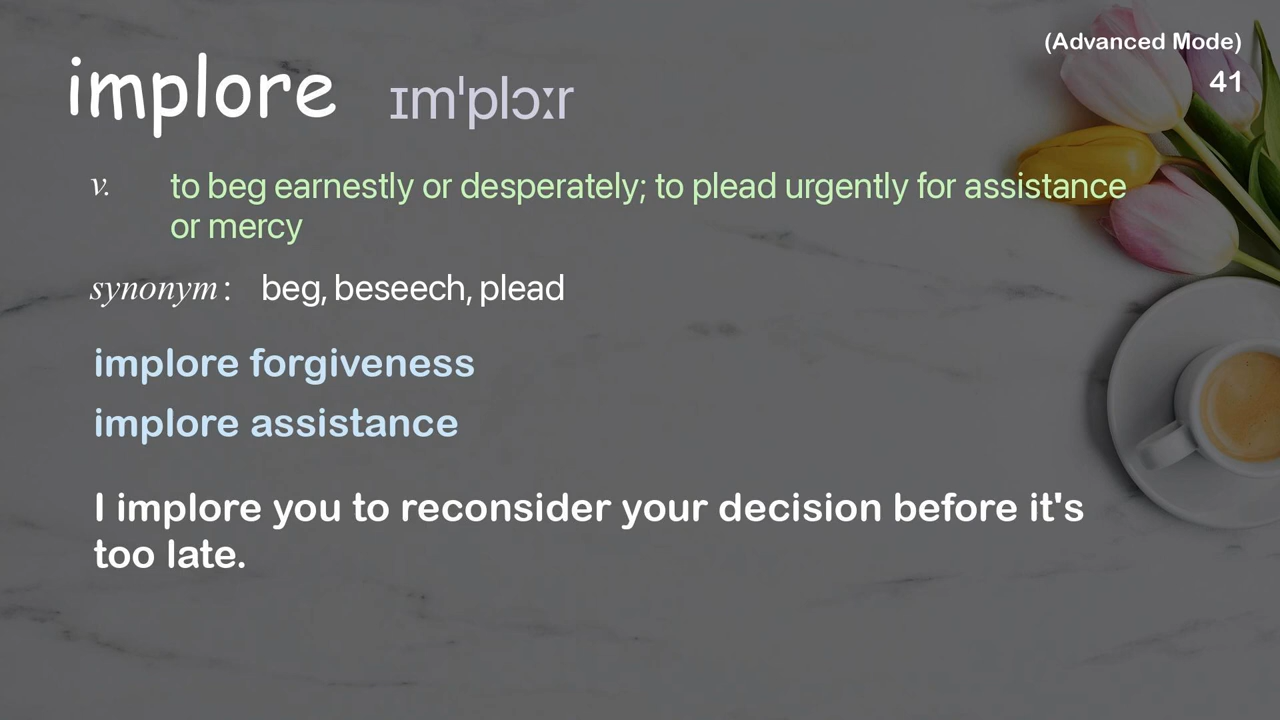 (Advanced Mode)
41
implore ɪmˈplɔːr
v. to beg earnestly or desperately; to plead urgently for assistance
or mercy
synonym: beg, beseech, plead
implore forgiveness
implore assistance
I implore you to reconsider your decision before it's
too late.